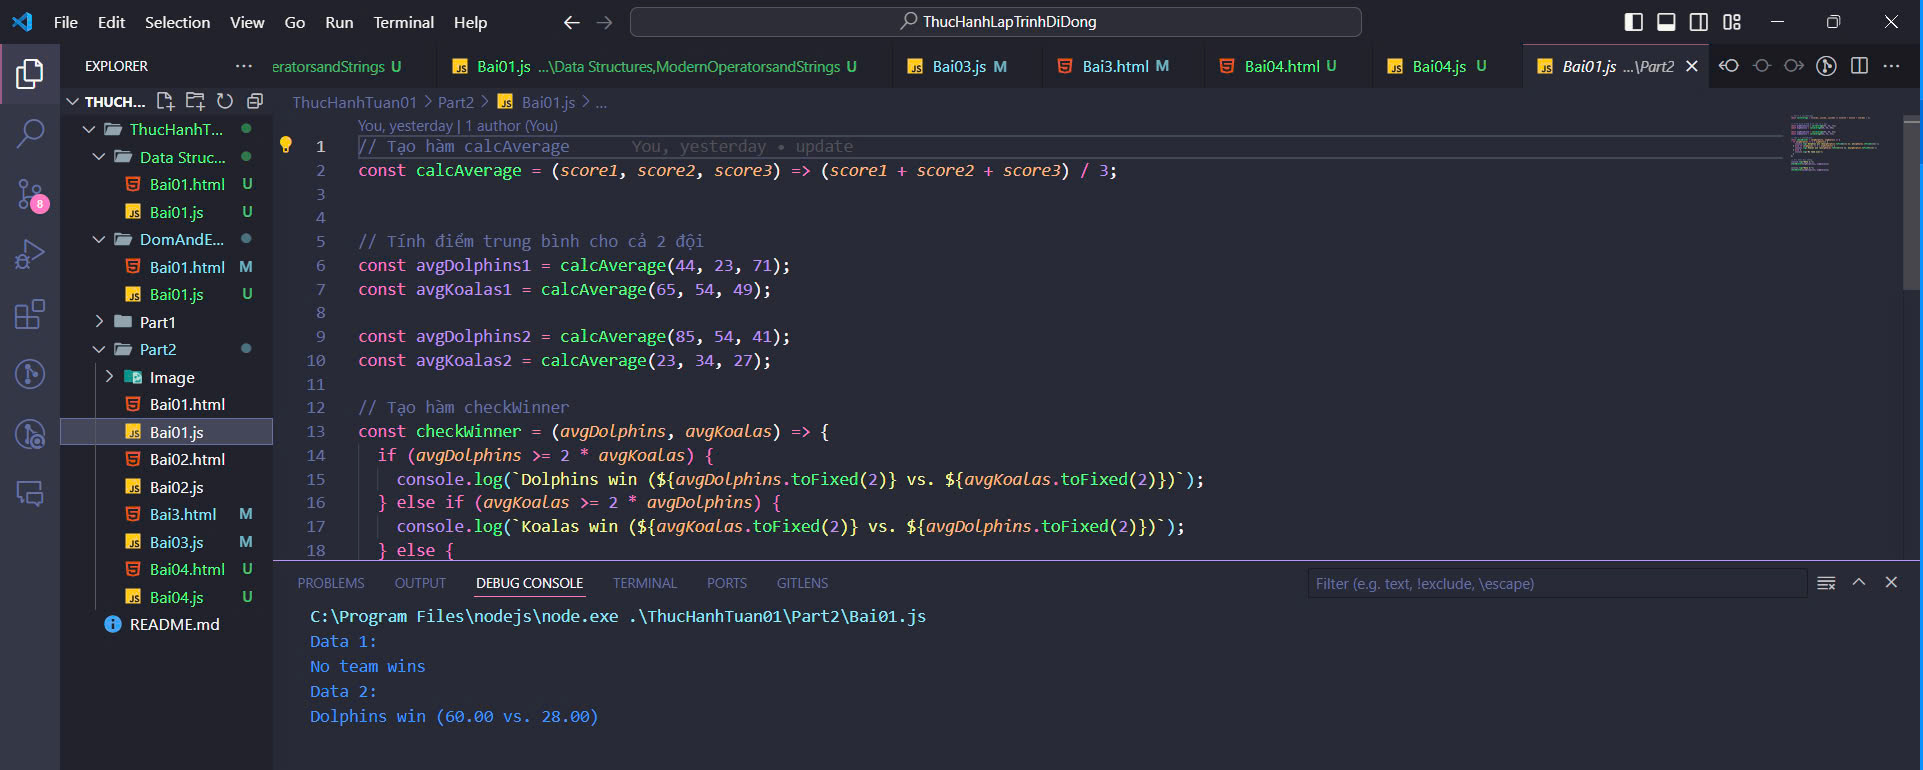 File Edit Selection View Go Run Terminal Help ThucHanhLapTrinhDiDong
EXPLORER
eratorsandStrings U Bai01.js ...\Data Structures,ModernOperatorsandStrings U Bai03.js M Bai3.html M Bai04.html U Bai04.js U Bai01.js ...\Part2
THUCH...
ThucHanhT...
Data Struc...
Bai01.html U
Bai01.js U
DomAndE...
Bai01.html M
Bai01.js U
Part1
Part2
Image
Bai01.html
Bai01.js
Bai02.html
Bai02.js
Bai3.html M
Bai03.js M
Bai04.html U
Bai04.js U
README.md
8
ThucHanhTuan01 > Part2 > Bai01.js > ...
You, yesterday | 1 author (You)
1 // Tạo hàm calcAverage You, yesterday • update
2 const calcAverage = (score1, score2, score3) => (score1 + score2 + score3) / 3;
3
4
5 // Tính điểm trung bình cho cả 2 đội
6 const avgDolphins1 = calcAverage(44, 23, 71);
7 const avgKoalas1 = calcAverage(65, 54, 49);
8
9 const avgDolphins2 = calcAverage(85, 54, 41);
10 const avgKoalas2 = calcAverage(23, 34, 27);
11
12 // Tạo hàm checkWinner
13 const checkWinner = (avgDolphins, avgKoalas) => {
14 if (avgDolphins >= 2 * avgKoalas) {
15 console.log(`Dolphins win (${avgDolphins.toFixed(2)} vs. ${avgKoalas.toFixed(2)})`);
16 } else if (avgKoalas >= 2 * avgDolphins) {
17 console.log(`Koalas win (${avgKoalas.toFixed(2)} vs. ${avgDolphins.toFixed(2)})`);
18 } else {
PROBLEMS OUTPUT DEBUG CONSOLE TERMINAL PORTS GITLENS Filter (e.g. text, !exclude, \escape)
C:\Program Files\nodejs\node.exe .\ThucHanhTuan01\Part2\Bai01.js
Data 1:
No team wins
Data 2:
Dolphins win (60.00 vs. 28.00)